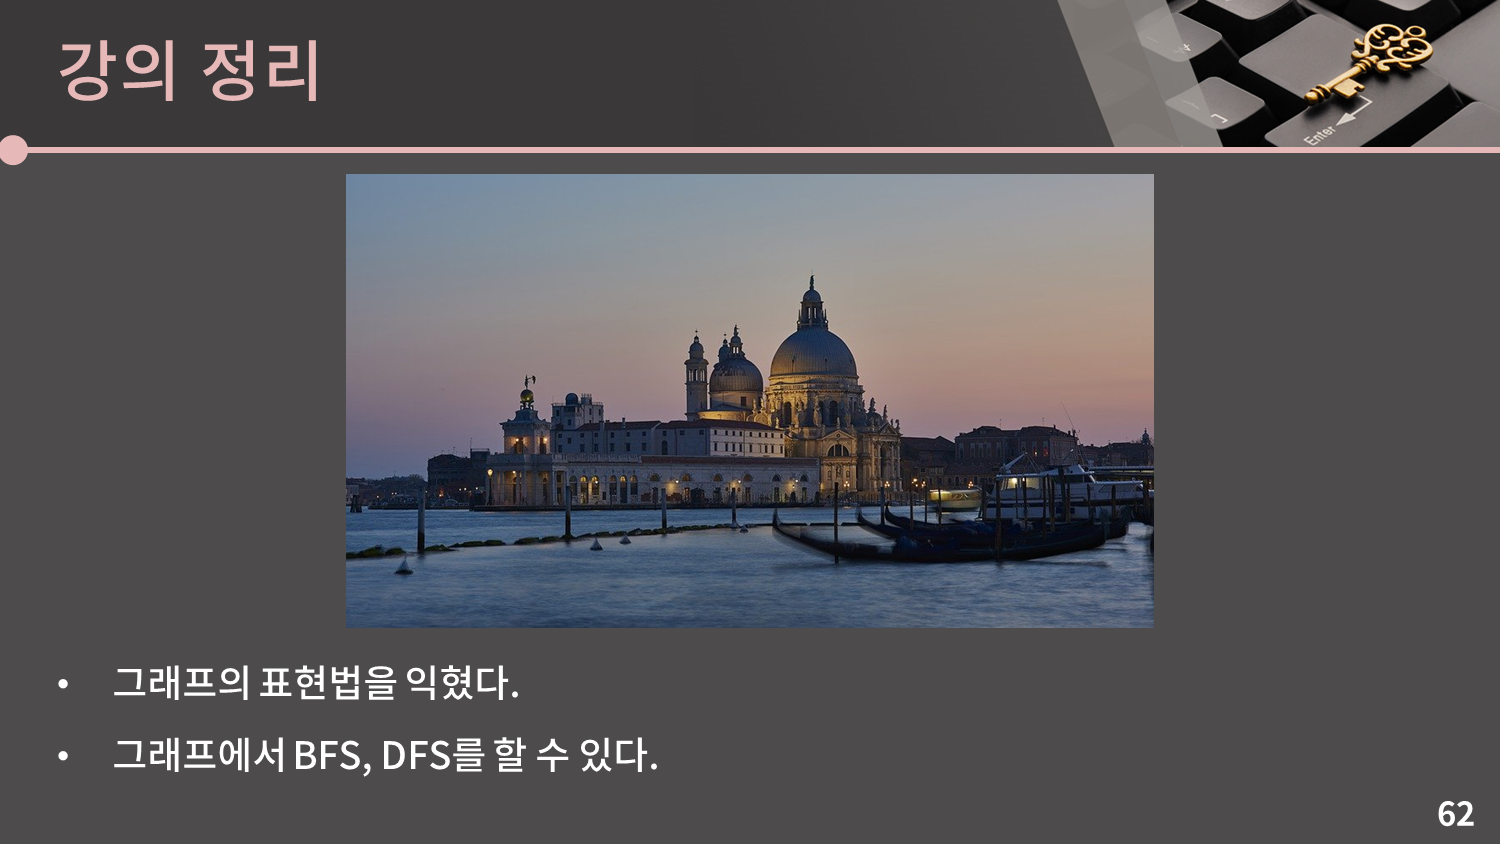 강의 정리
Enter
• 그래프의 표현법을 익혔다.
• 그래프에서 BFS, DFS를 할 수 있다.
62